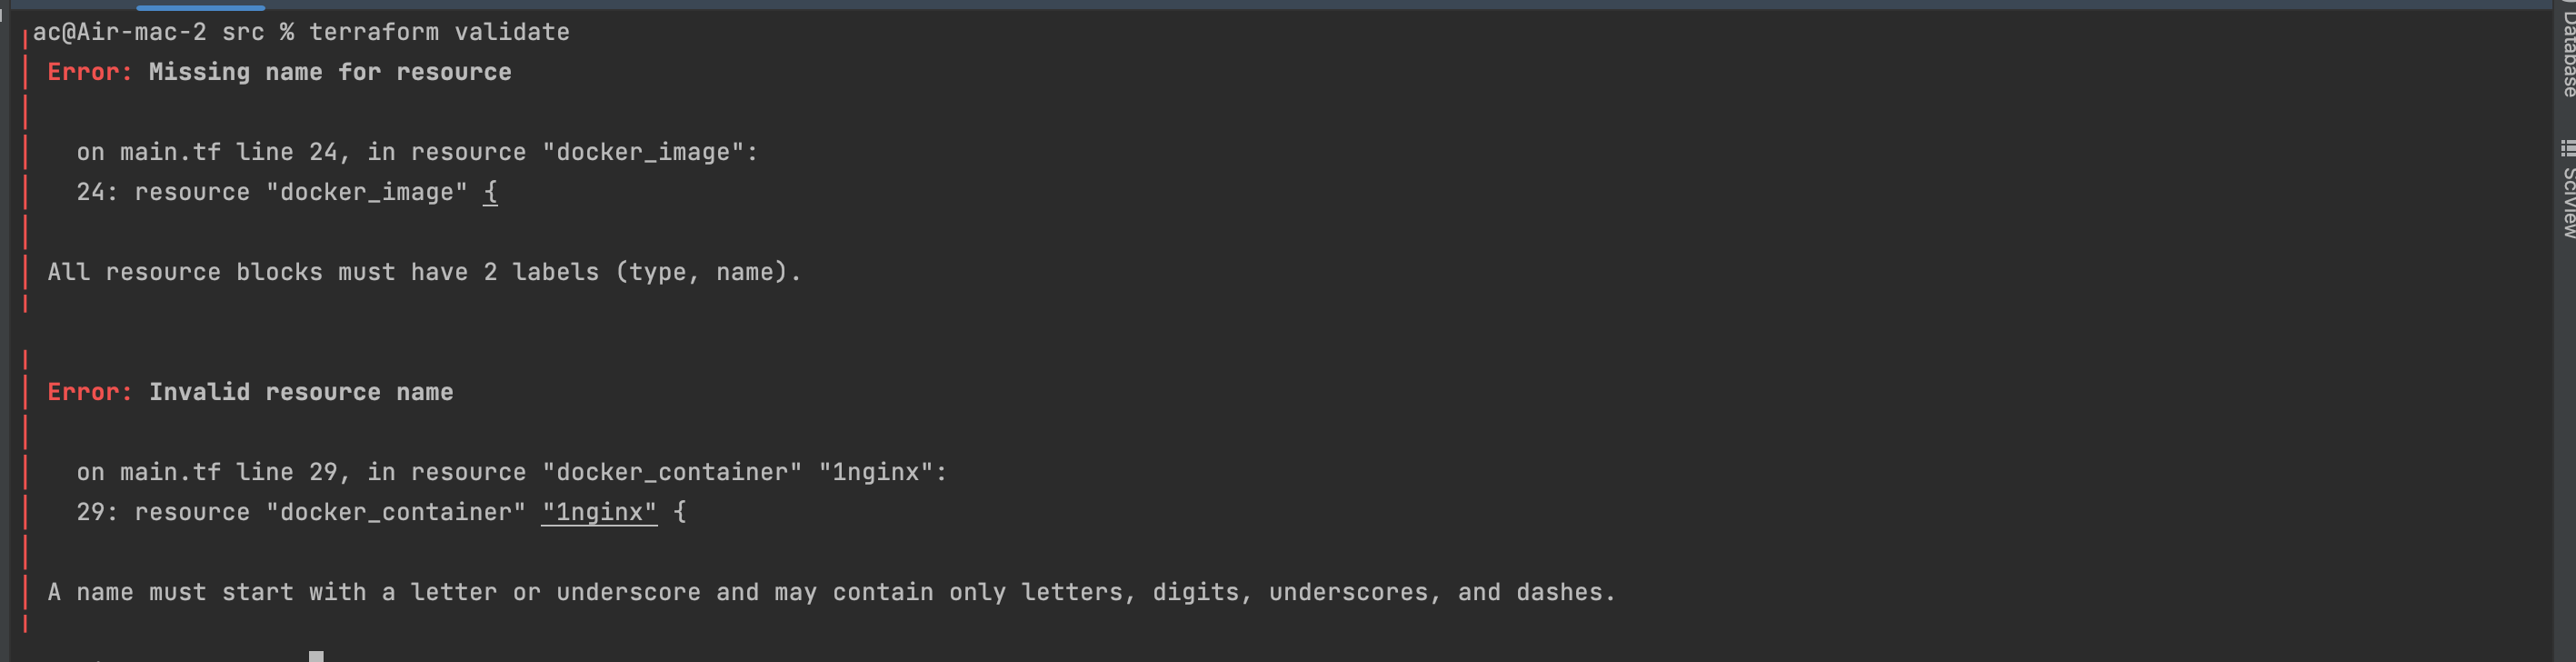 ac@Air-mac-2 src % terraform validate
Error: Missing name for resource
on main.tf line 24, in resource "docker_image":
24: resource "docker_image" {
All resource blocks must have 2 labels (type, name).
Error: Invalid resource name
on main.tf line 29, in resource "docker_container" "1nginx":
29: resource "docker_container" "1nginx" {
A name must start with a letter or underscore and may contain only letters, digits, underscores, and dashes.
Database
SciView